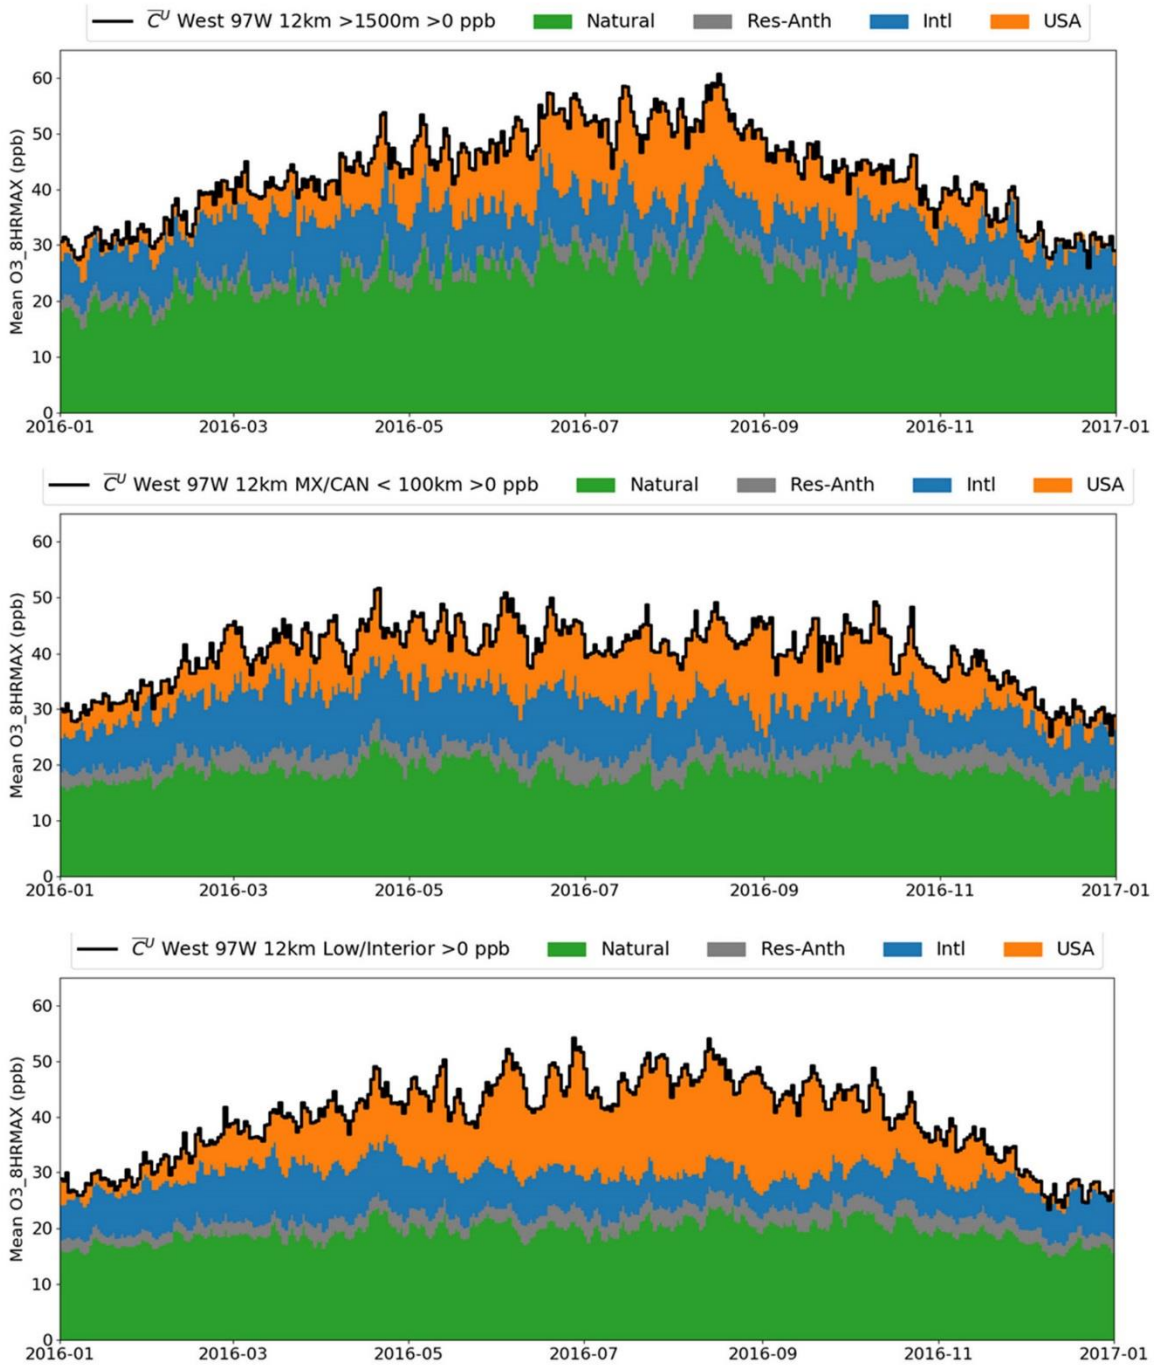 C̅ᵁ West 97W 12km >1500m >0 ppb Natural Res-Anth Intl USA
Mean O3_8HRMAX (ppb)
60
50
40
30
20
10
0
2016-01 2016-03 2016-05 2016-07 2016-09 2016-11 2017-01
C̅ᵁ West 97W 12km MX/CAN < 100km >0 ppb Natural Res-Anth Intl USA
Mean O3_8HRMAX (ppb)
60
50
40
30
20
10
0
2016-01 2016-03 2016-05 2016-07 2016-09 2016-11 2017-01
C̅ᵁ West 97W 12km Low/Interior >0 ppb Natural Res-Anth Intl USA
Mean O3_8HRMAX (ppb)
60
50
40
30
20
10
0
2016-01 2016-03 2016-05 2016-07 2016-09 2016-11 2017-01